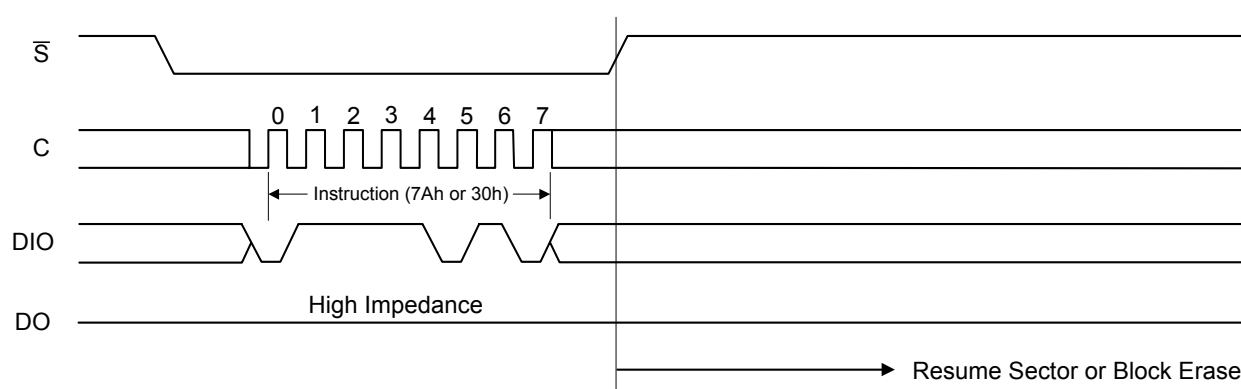 S̅
0 1 2 3 4 5 6 7
C
Instruction (7Ah or 30h)
DIO
High Impedance
DO
Resume Sector or Block Erase